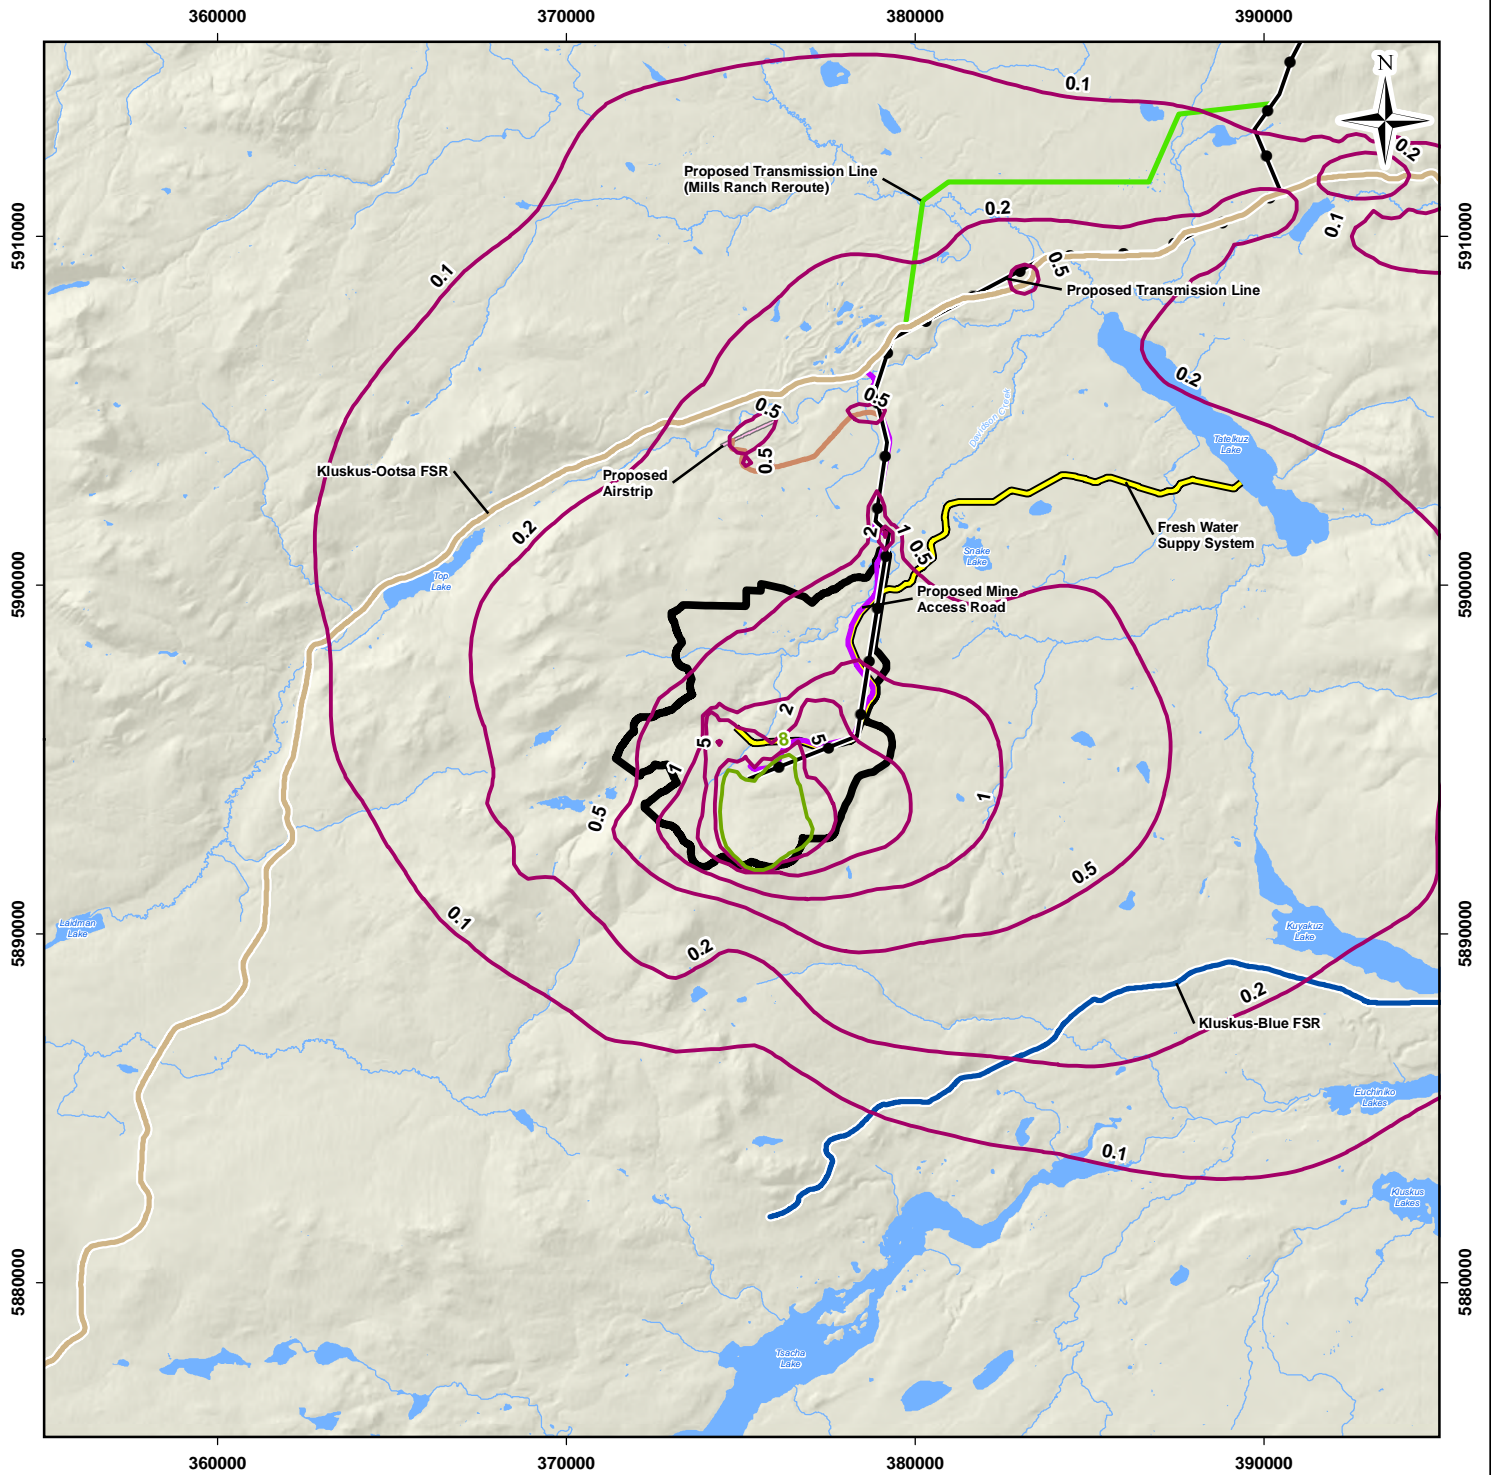 360000
370000
380000
390000
N
0.1
0.2
Proposed Transmission Line
(Mills Ranch Reroute)
0.2
5910000
5910000
0.1
0.1
0.5
Proposed Transmission Line
0.2
0.5
0.5
Davidson Creek
Tatelkuz
Lake
0.5
Kluskus-Ootsa FSR
Proposed
Airstrip
0.2
2
1
0.5
Fresh Water
Suppy System
Snake
Lake
Top
Lake
5900000
5900000
Proposed Mine
Access Road
2
5
8
5
1
1
0.5
0.5
0.1
Laidman
Lake
0.2
Kuyakuz
Lake
5890000
5890000
0.2
Kluskus-Blue FSR
Euchiniko
Lakes
0.1
Kluskus
Lakes
5880000
5880000
Tsacha
Lake
360000
370000
380000
390000